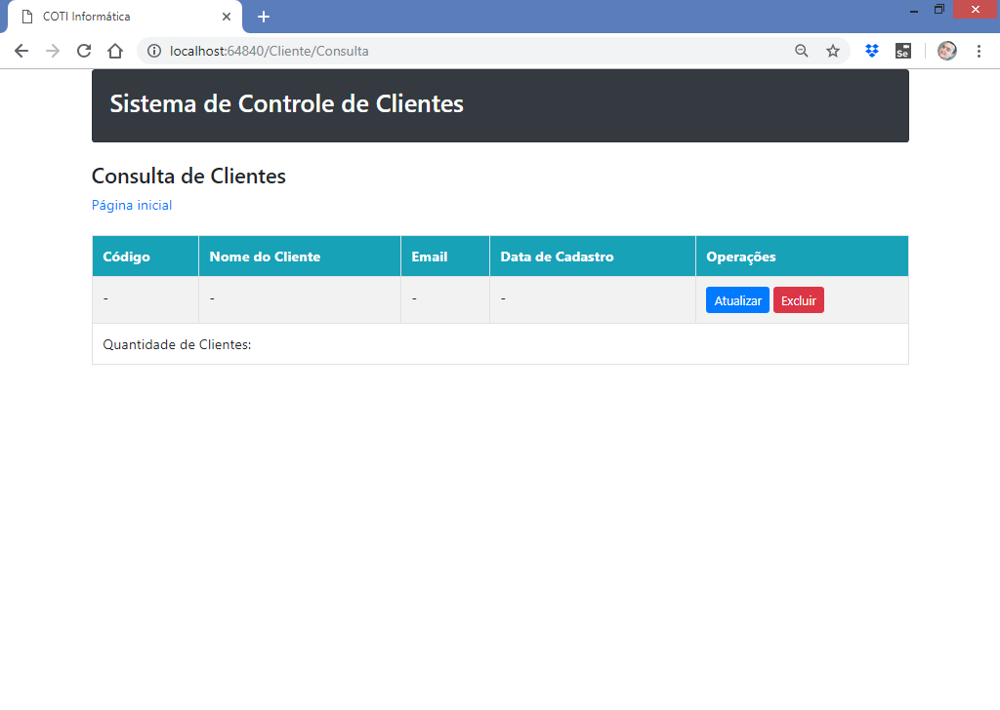 COTI Informática
localhost:64840/Cliente/Consulta
Se
Sistema de Controle de Clientes
Consulta de Clientes
Página inicial
Código Nome do Cliente Email Data de Cadastro Operações
- - - - Atualizar Excluir
Quantidade de Clientes: